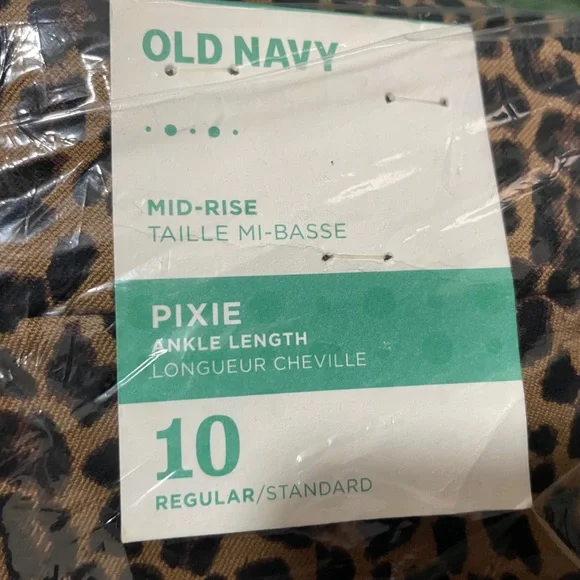 OLD NAVY
MID-RISE
TAILLE MI-BASSE
PIXIE
ANKLE LENGTH
LONGUEUR CHEVILLE
10
REGULAR/STANDARD